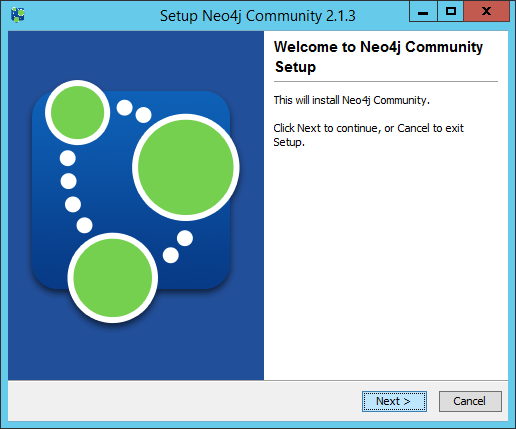 Setup Neo4j Community 2.1.3
Welcome to Neo4j Community
Setup
This will install Neo4j Community.
Click Next to continue, or Cancel to exit
Setup.
Next >
Cancel